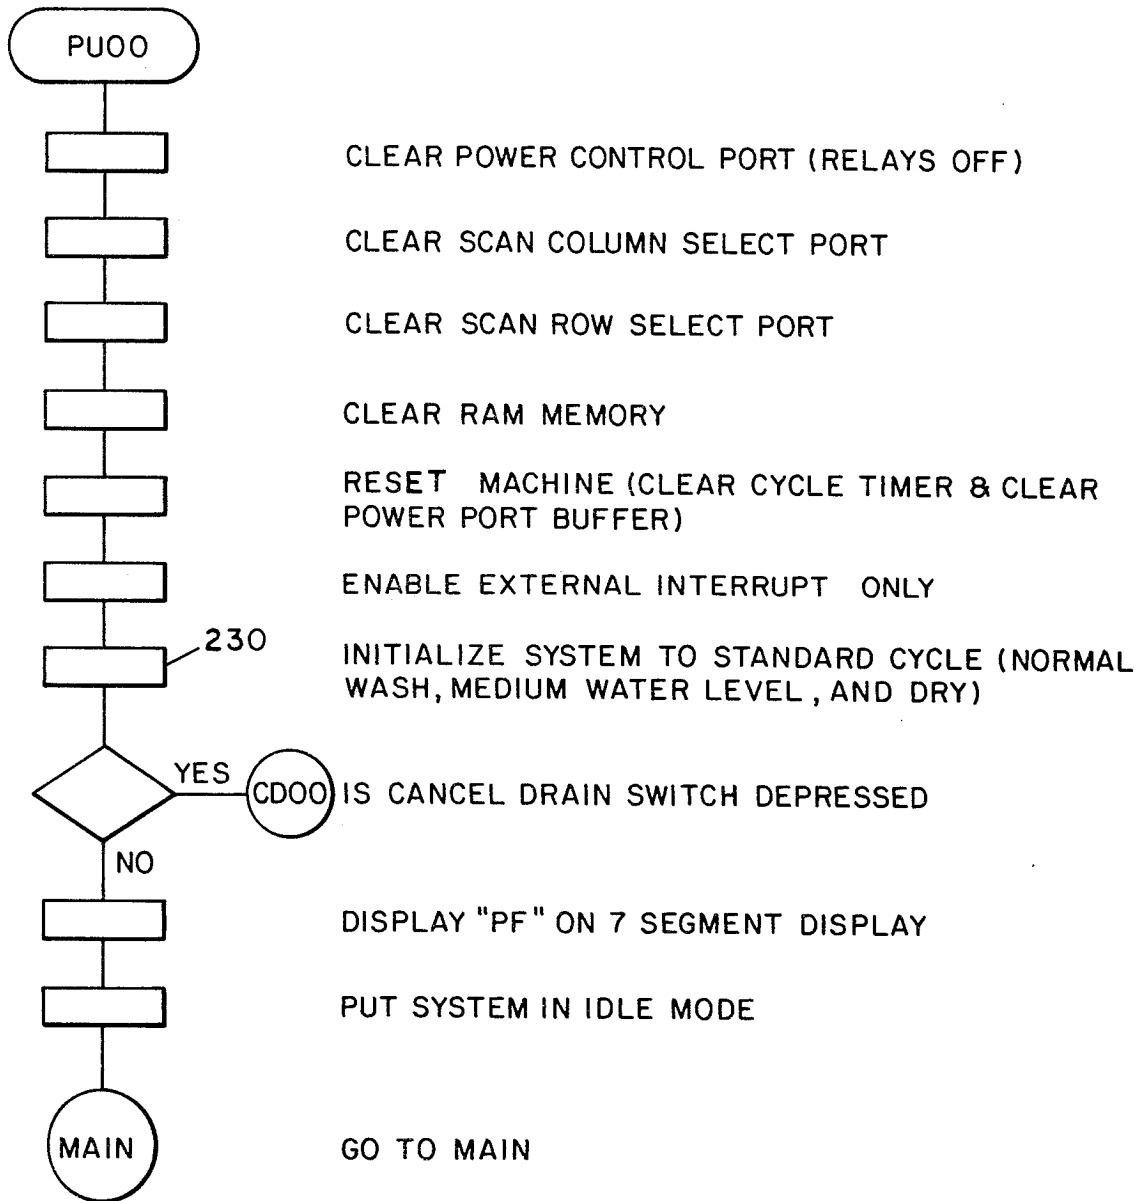 PU00
CLEAR POWER CONTROL PORT (RELAYS OFF)
CLEAR SCAN COLUMN SELECT PORT
CLEAR SCAN ROW SELECT PORT
CLEAR RAM MEMORY
RESET MACHINE (CLEAR CYCLE TIMER & CLEAR
POWER PORT BUFFER)
ENABLE EXTERNAL INTERRUPT ONLY
230
INITIALIZE SYSTEM TO STANDARD CYCLE (NORMAL
WASH, MEDIUM WATER LEVEL, AND DRY)
YES
CD00
IS CANCEL DRAIN SWITCH DEPRESSED
NO
DISPLAY "PF" ON 7 SEGMENT DISPLAY
PUT SYSTEM IN IDLE MODE
MAIN
GO TO MAIN